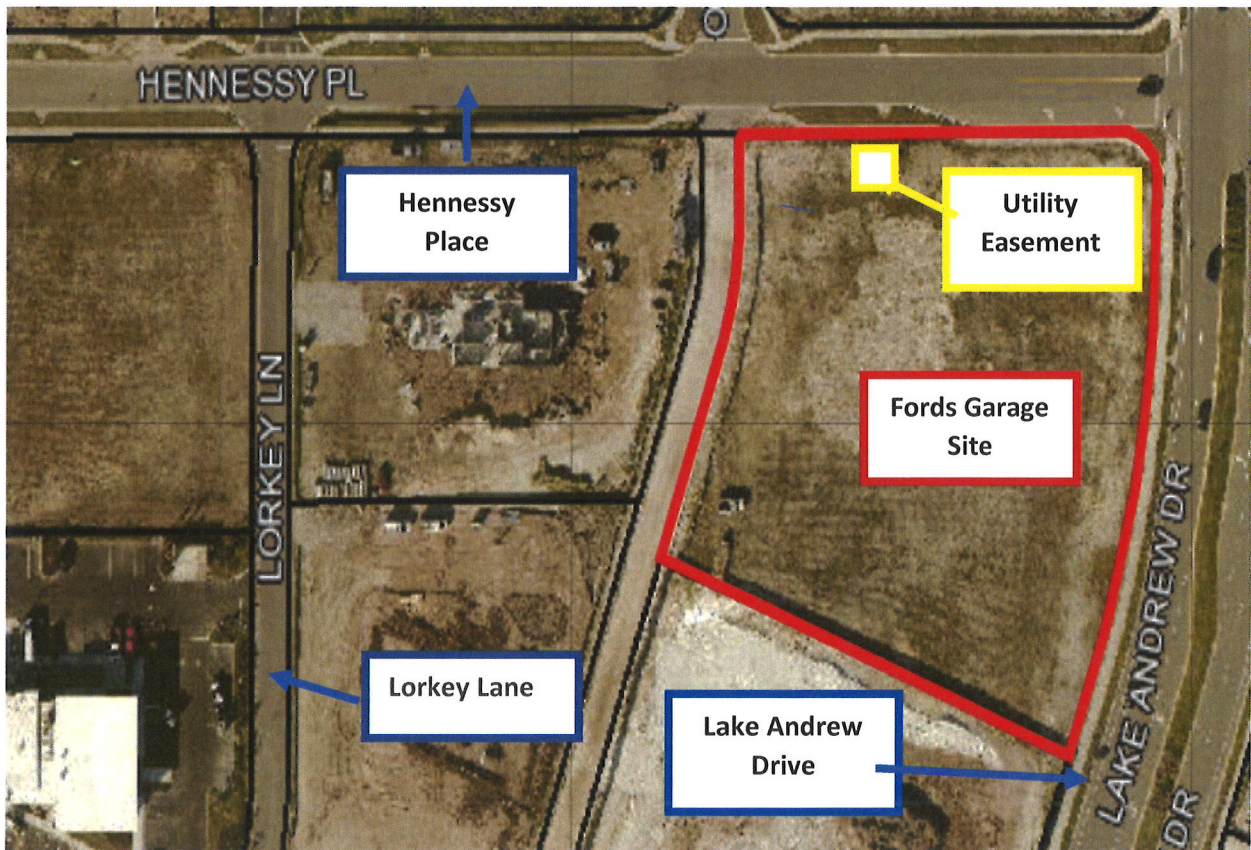 O
HENNESSY PL
Hennessy
Place
Utility
Easement
Fords Garage
Site
LORKEY LN
Lorkey Lane
Lake Andrew
Drive
LAKE ANDREW DR
DR